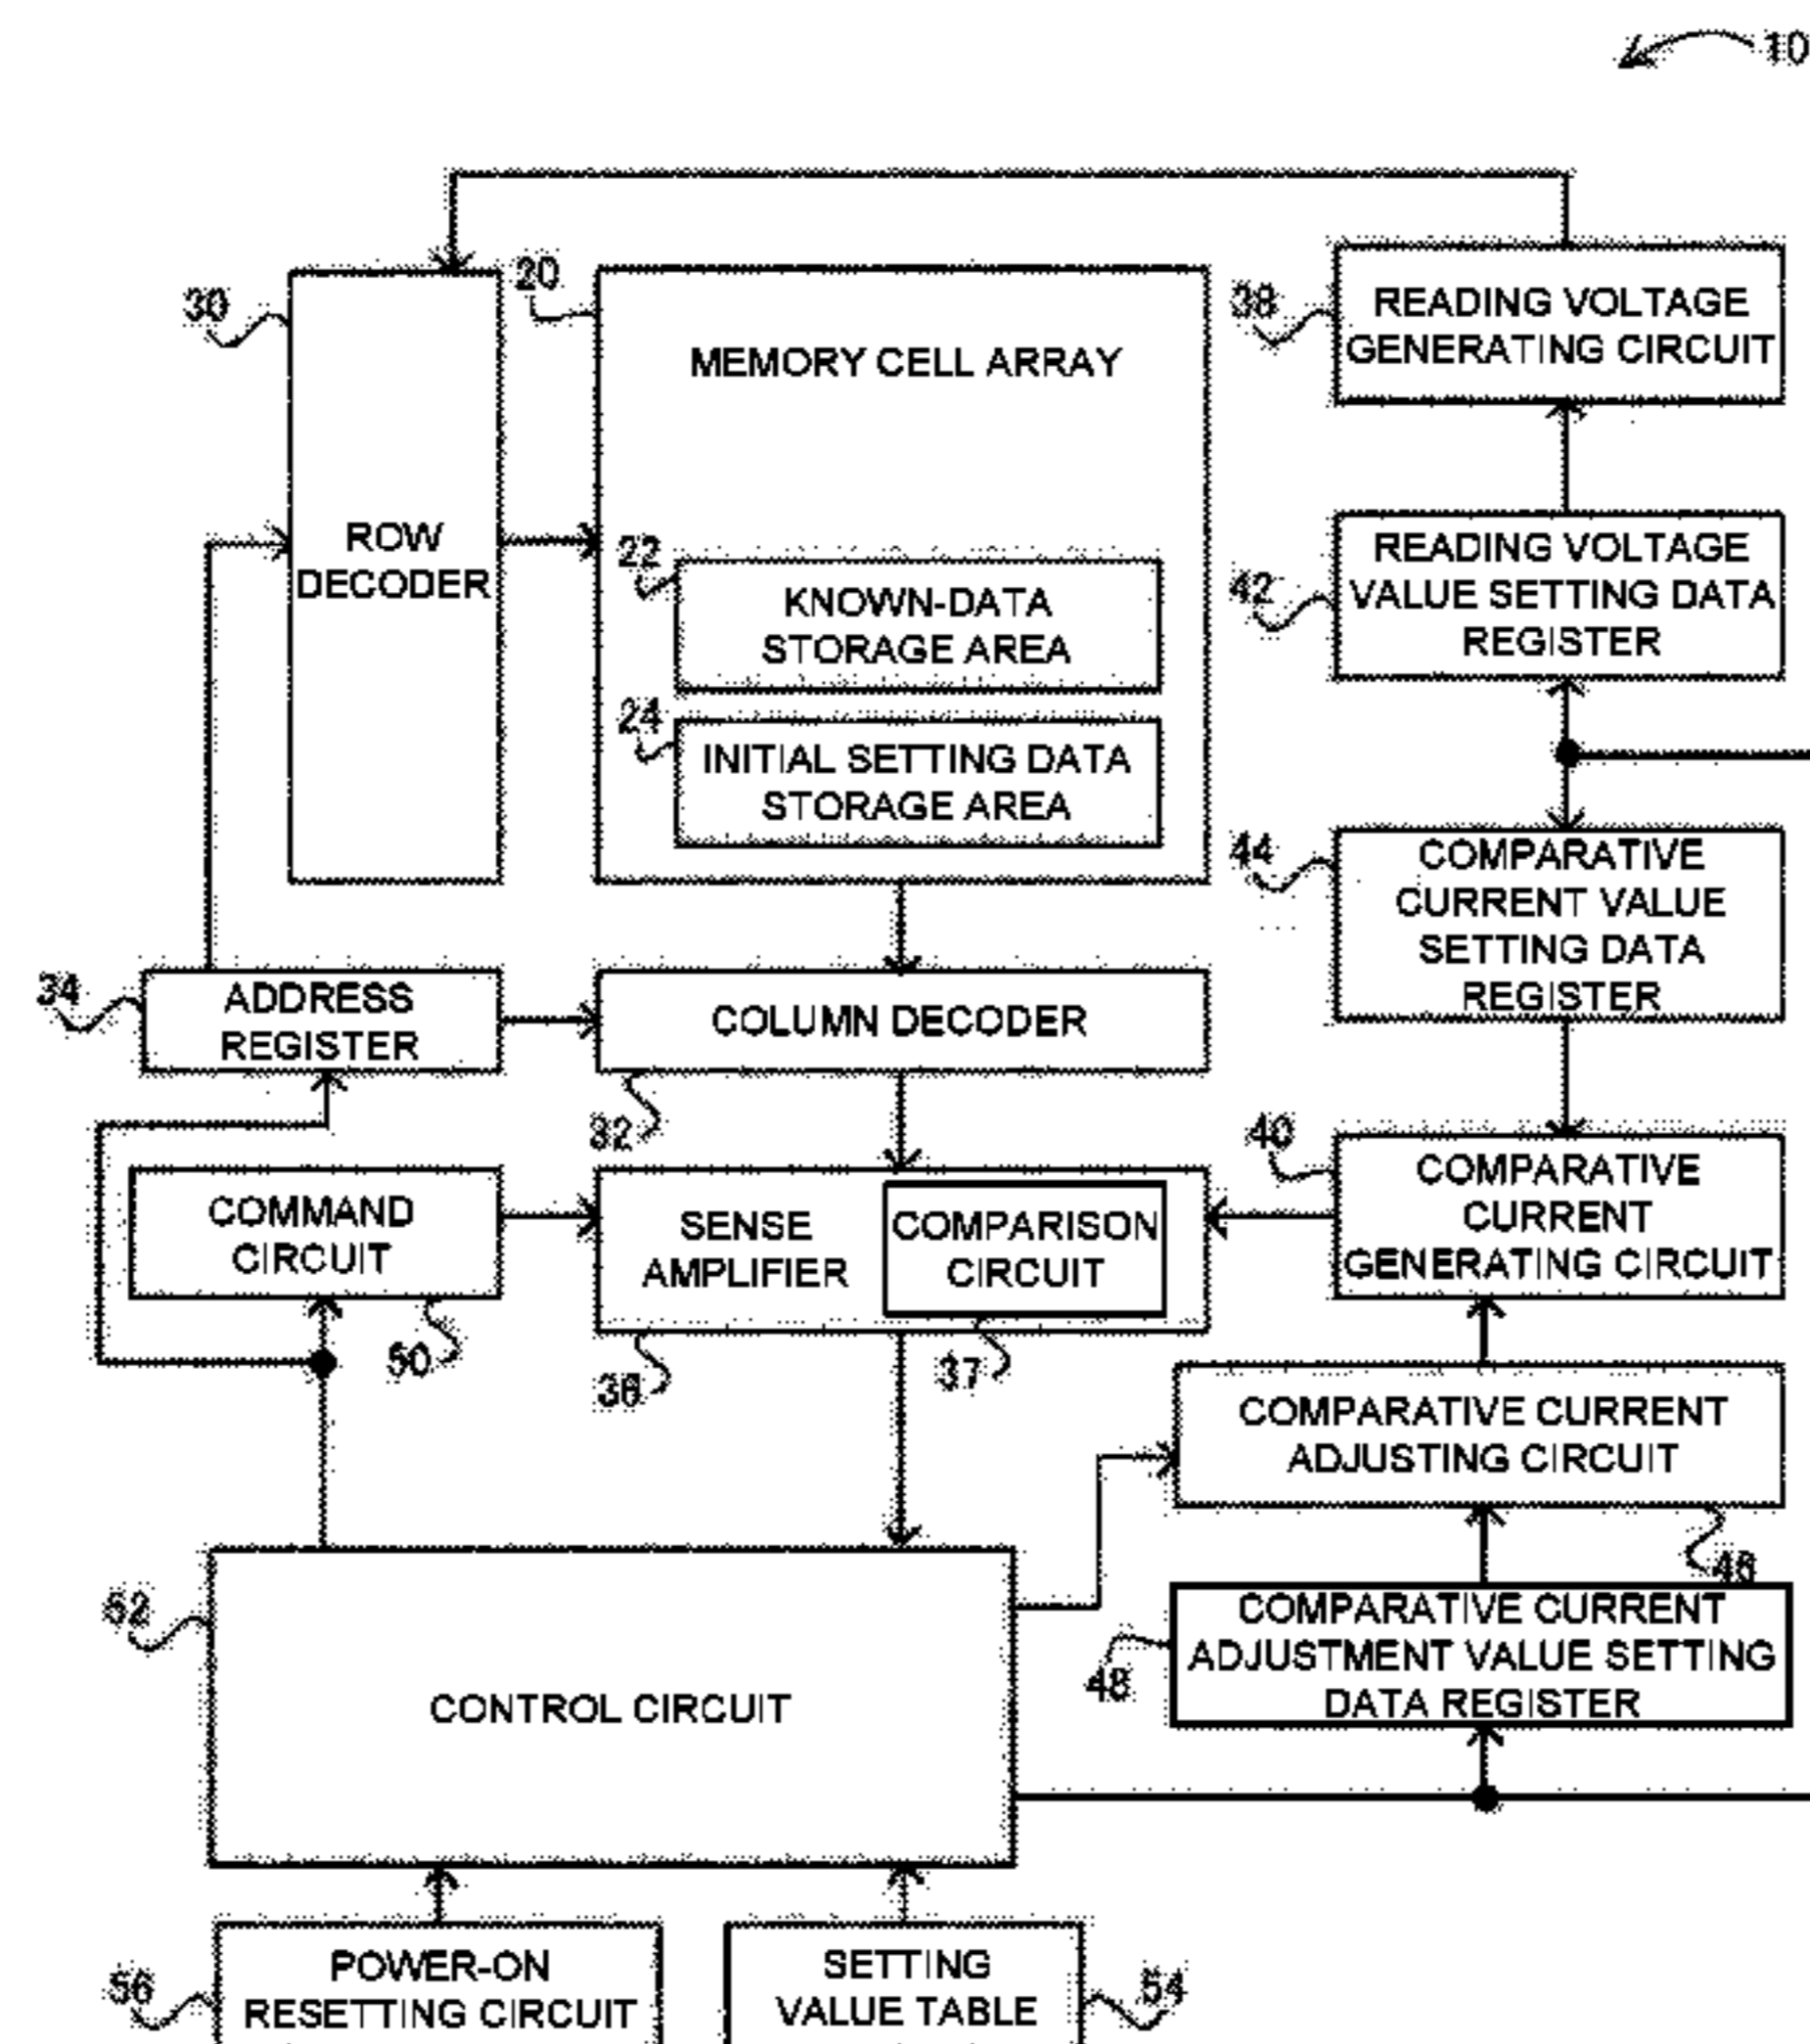 10
30
20
MEMORY CELL ARRAY
38
READING VOLTAGE
GENERATING CIRCUIT
ROW
DECODER
22
KNOWN-DATA
STORAGE AREA
42
READING VOLTAGE
VALUE SETTING DATA
REGISTER
24
INITIAL SETTING DATA
STORAGE AREA
44
COMPARATIVE
CURRENT VALUE
SETTING DATA
REGISTER
34
ADDRESS
REGISTER
COLUMN DECODER
32
40
COMPARATIVE
CURRENT
GENERATING CIRCUIT
COMMAND
CIRCUIT
50
SENSE
AMPLIFIER
36
COMPARISON
CIRCUIT
37
COMPARATIVE CURRENT
ADJUSTING CIRCUIT
46
52
CONTROL CIRCUIT
48
COMPARATIVE CURRENT
ADJUSTMENT VALUE SETTING
DATA REGISTER
56
POWER-ON
RESETTING CIRCUIT
SETTING
VALUE TABLE
54